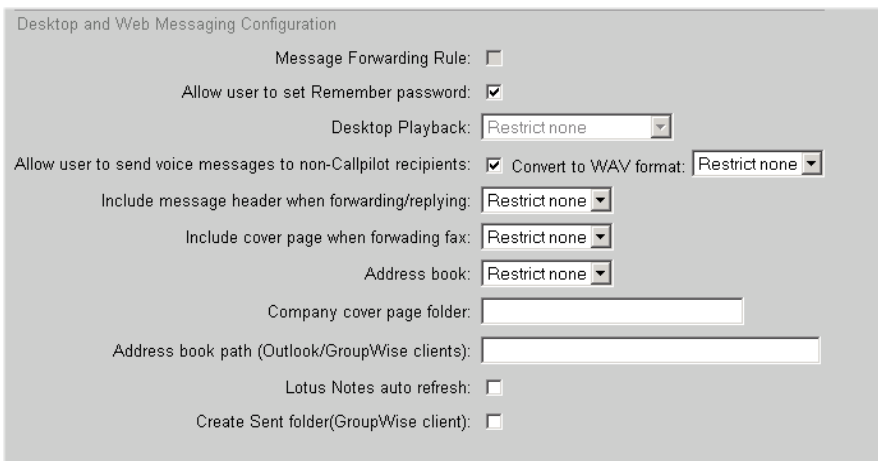 Desktop and Web Messaging Configuration
Message Forwarding Rule:
Allow user to set Remember password:
Desktop Playback: Restrict none
Allow user to send voice messages to non-Callpilot recipients: Convert to WAV format: Restrict none
Include message header when forwarding/replying: Restrict none
Include cover page when forwading fax: Restrict none
Address book: Restrict none
Company cover page folder:
Address book path (Outlook/GroupWise clients):
Lotus Notes auto refresh:
Create Sent folder(GroupWise client):